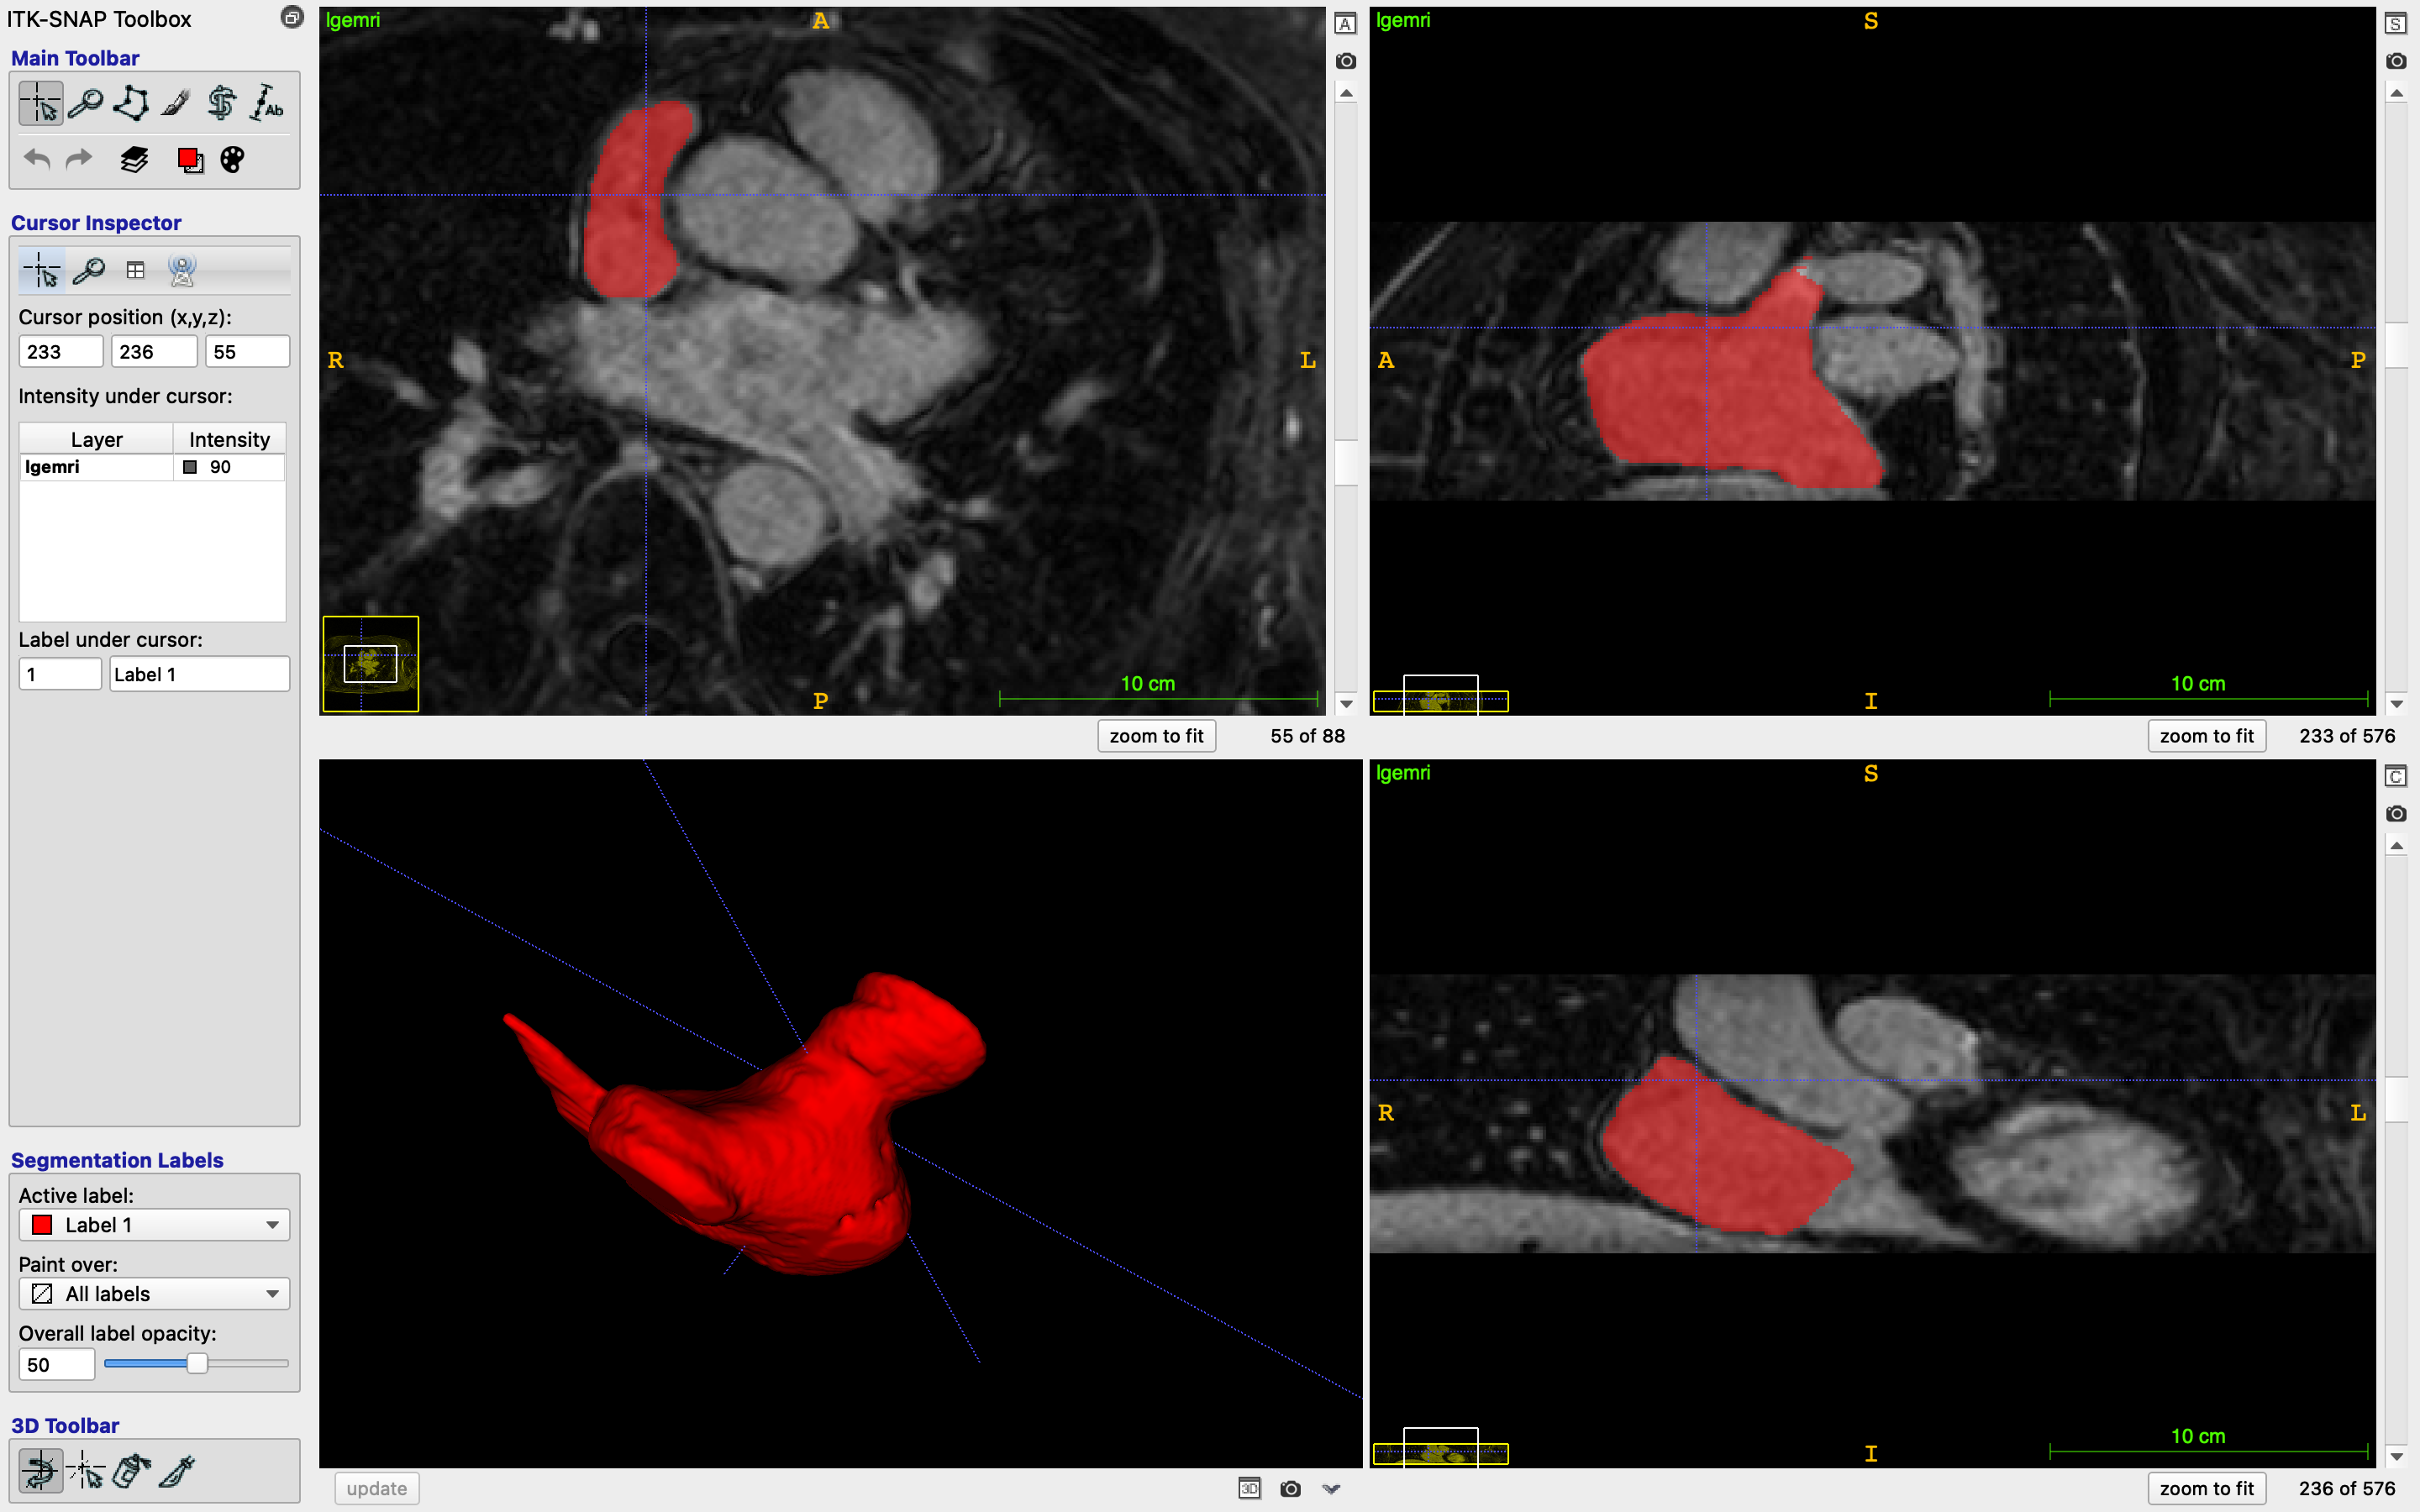 ITK-SNAP Toolbox
Main Toolbar
Ab
Cursor Inspector
Cursor position (x,y,z):
233 236 55
Intensity under cursor:
Layer Intensity
lgemri 90
Label under cursor:
1 Label 1
Segmentation Labels
Active label:
Label 1
Paint over:
All labels
Overall label opacity:
50
3D Toolbar
lgemri
A
A
R
L
P
10 cm
zoom to fit 55 of 88
lgemri
S
S
A
P
I
10 cm
zoom to fit 233 of 576
update
3D
lgemri
S
C
R
L
I
10 cm
zoom to fit 236 of 576